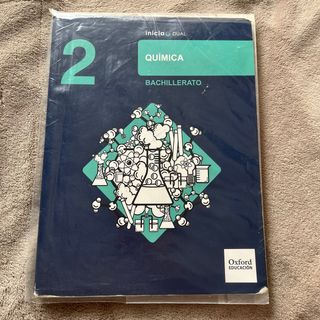 inicia DUAL
2
QUÍMICA
BACHILLERATO
Oxford
EDUCACIÓN